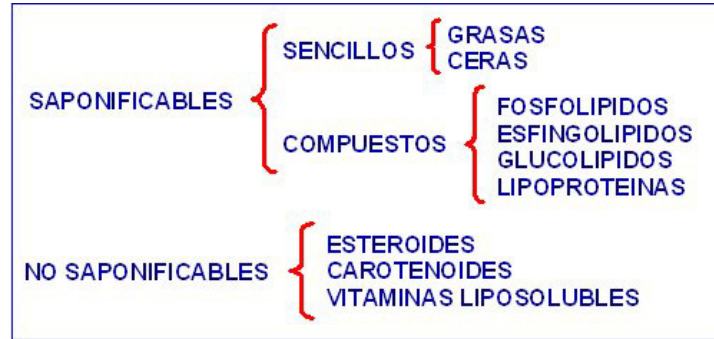 SAPONIFICABLES
SENCILLOS
GRASAS
CERAS
COMPUESTOS
FOSFOLIPIDOS
ESFINGOLIPIDOS
GLUCOLIPIDOS
LIPOPROTEINAS
NO SAPONIFICABLES
ESTEROIDES
CAROTENOIDES
VITAMINAS LIPOSOLUBLES